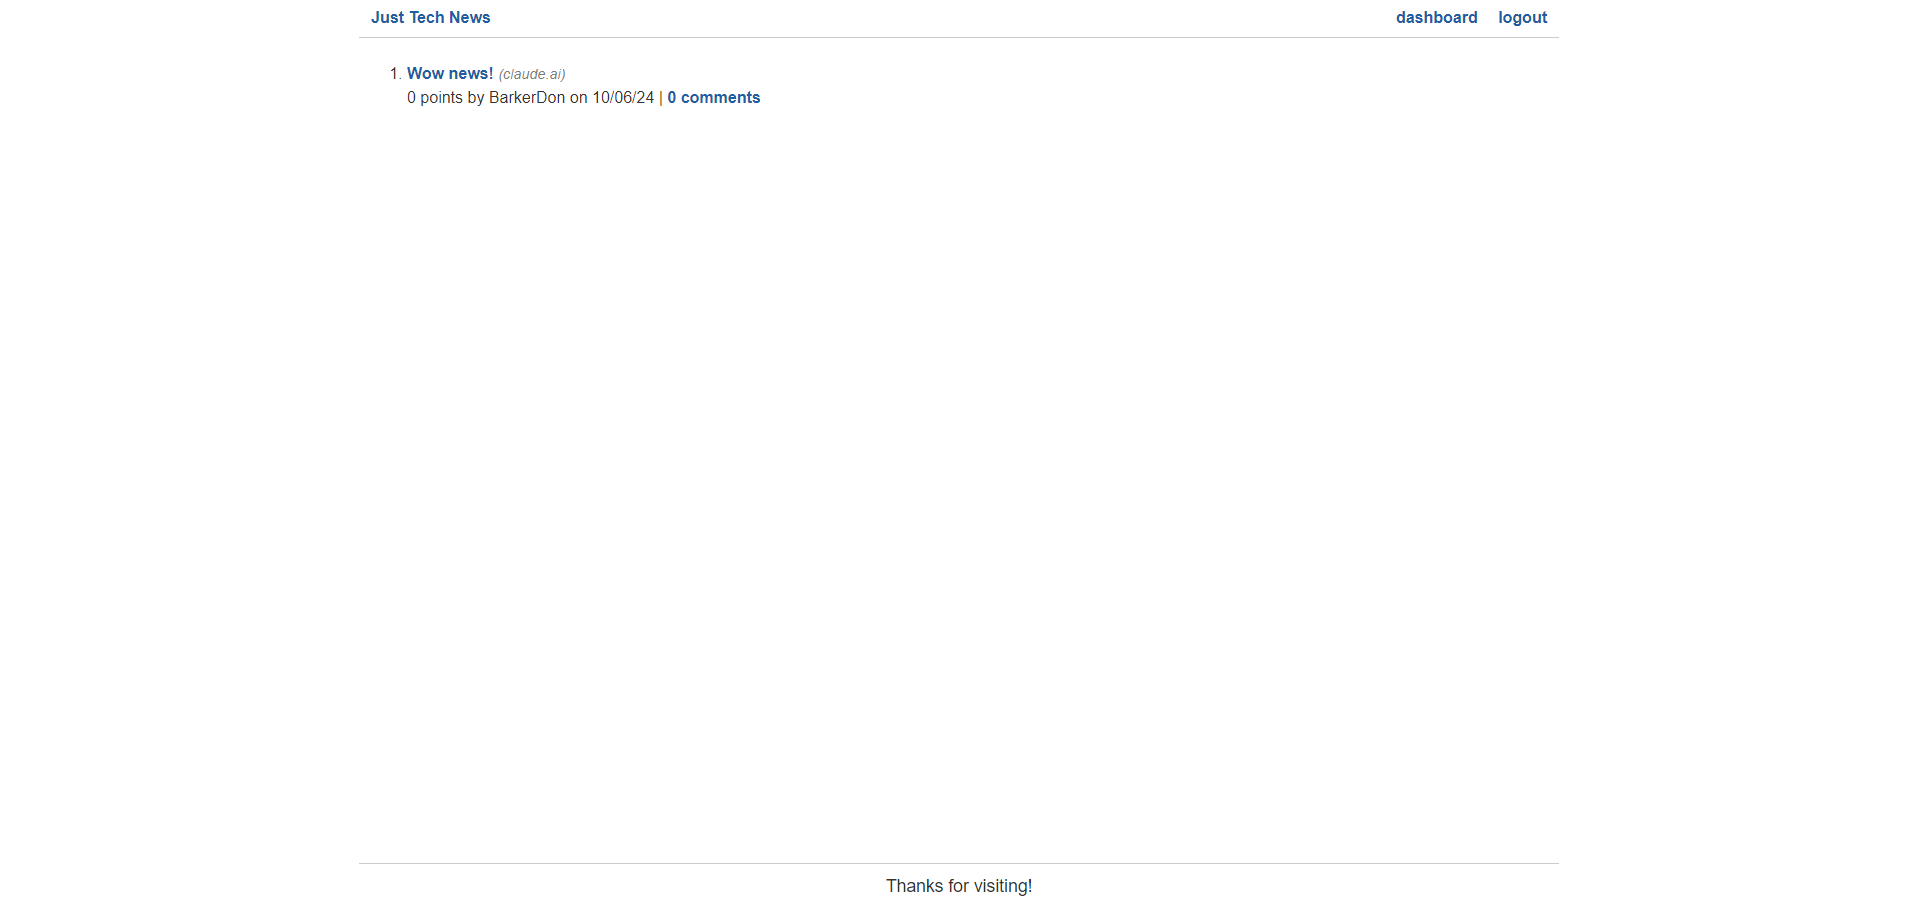 Just Tech News dashboard logout
1. Wow news! (claude.ai)
0 points by BarkerDon on 10/06/24 | 0 comments
Thanks for visiting!